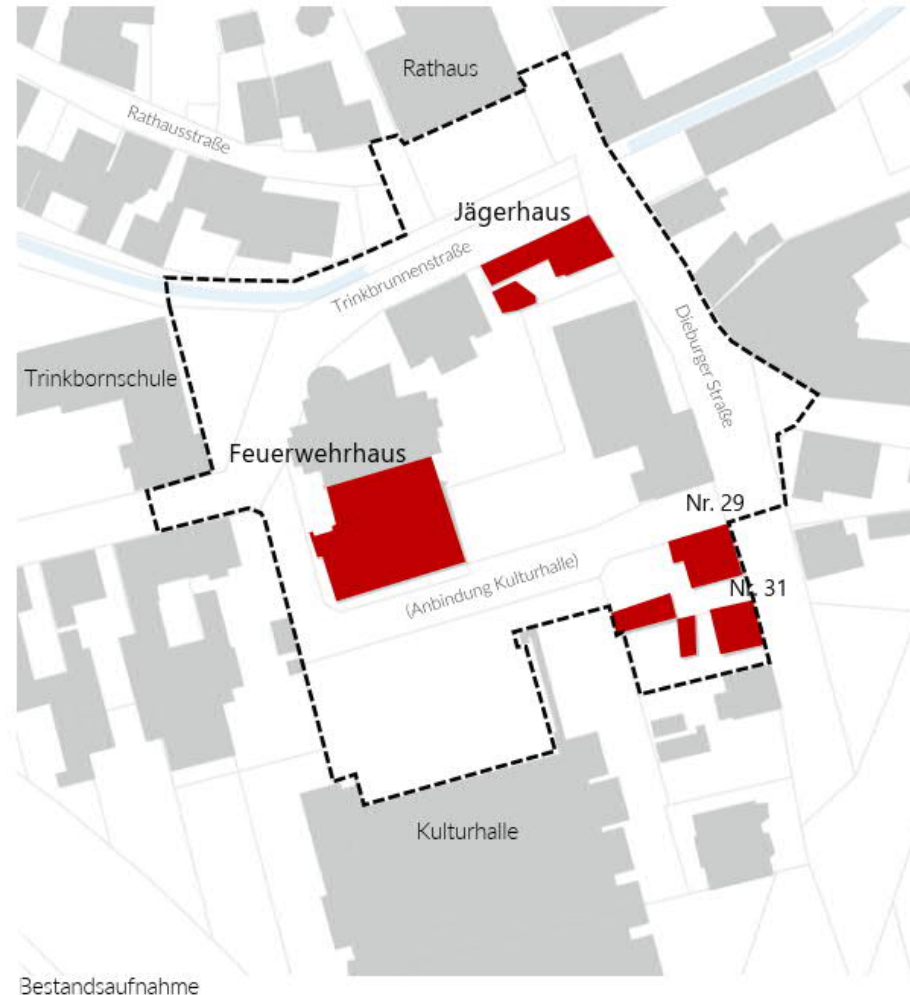 Rathaus
Rathausstraße
Jägerhaus
Trinkbrunnenstraße
Dieburger Straße
Trinkbornschule
Feuerwehrhaus
Nr. 29
(Anbindung Kulturhalle)
Nr. 31
Kulturhalle
Bestandsaufnahme